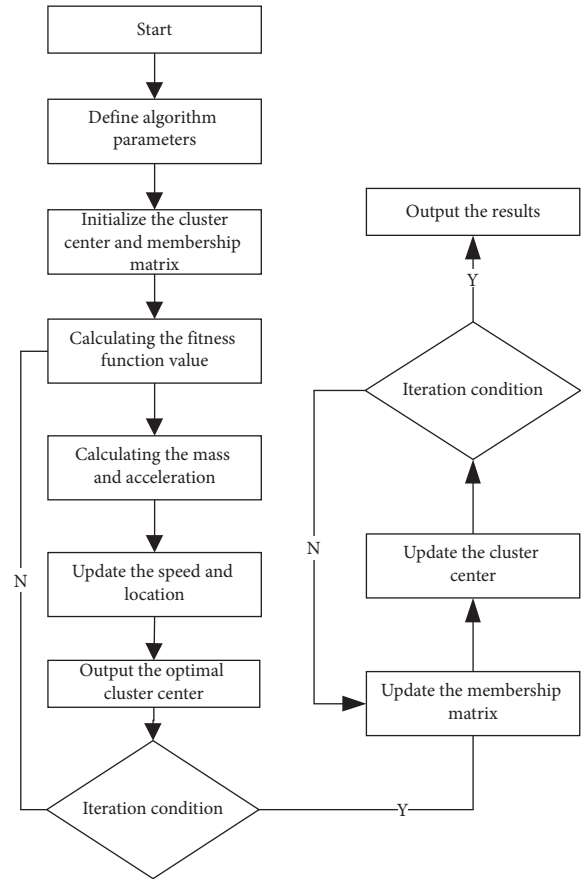 Start
Define algorithm
parameters
Initialize the cluster
center and membership
matrix
Calculating the fitness
function value
Calculating the mass
and acceleration
Update the speed and
location
Output the optimal
cluster center
Iteration condition
N
Y
Update the membership
matrix
Update the cluster
center
Iteration condition
N
Y
Output the results